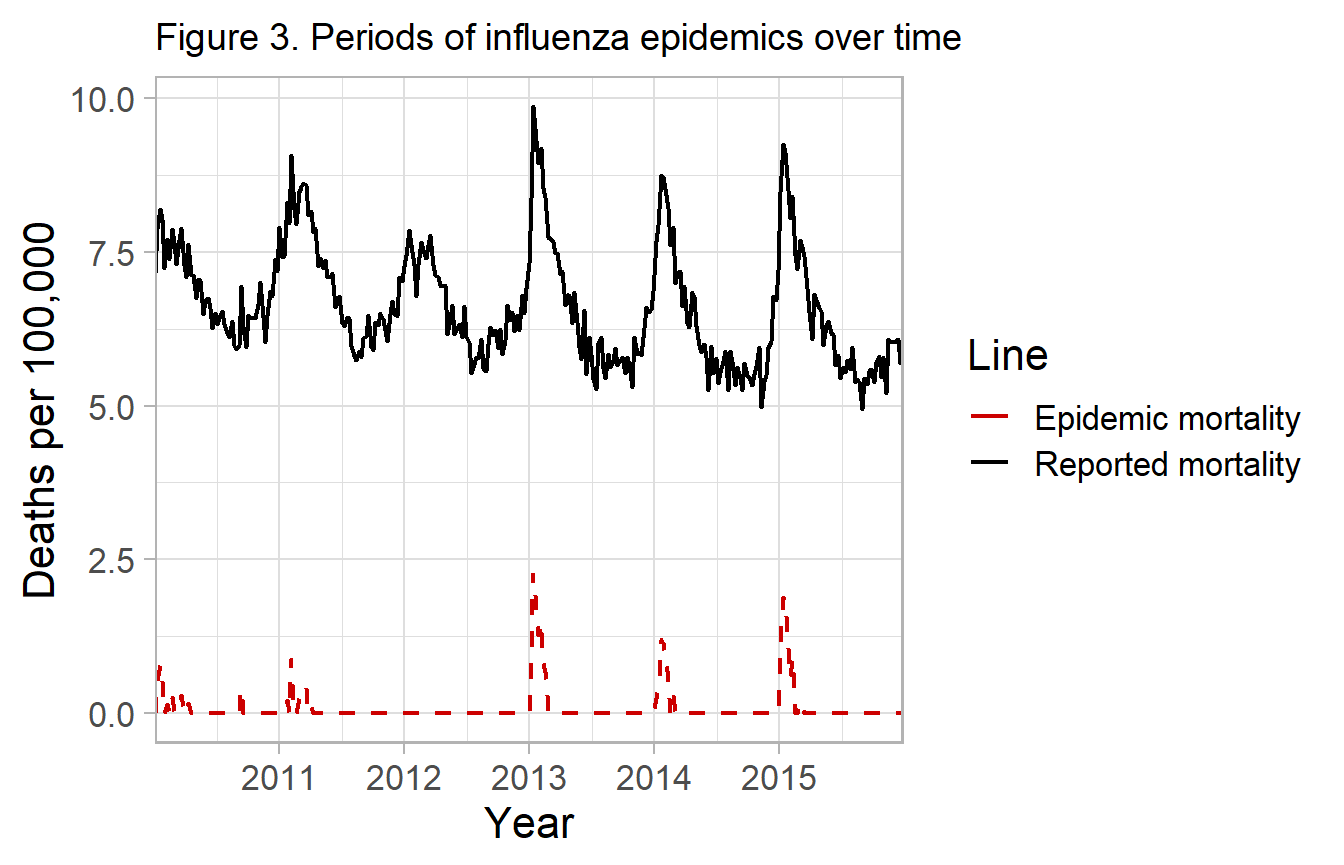 Figure 3. Periods of influenza epidemics over time
Deaths per 100,000
10.0
7.5
5.0
2.5
0.0
2011 2012 2013 2014 2015
Year
Line
Epidemic mortality
Reported mortality